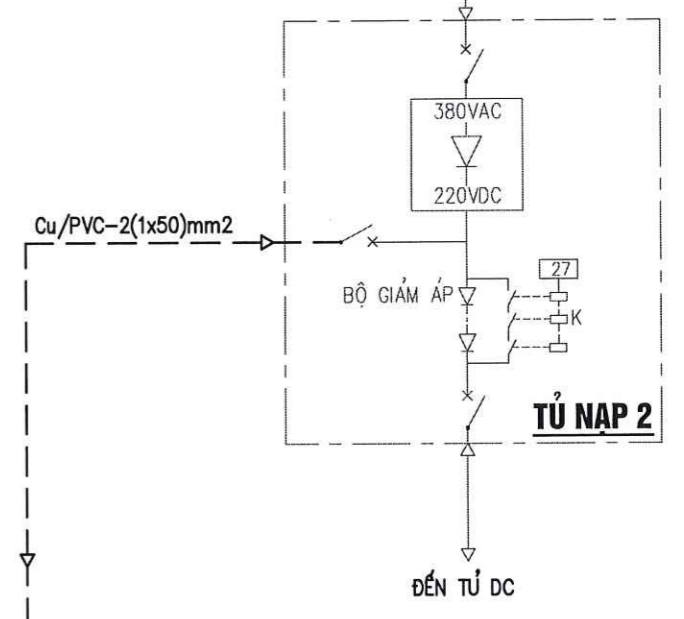 380VAC
220VDC
Cu/PVC-2(1x50)mm2
27
BỘ GIẢM ÁP
K
TỦ NẠP 2
ĐẾN TỦ DC